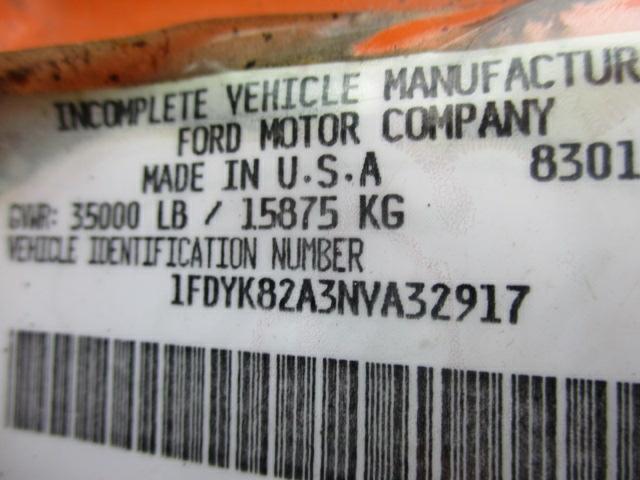 INCOMPLETE VEHICLE MANUFACTUR
FORD MOTOR COMPANY
MADE IN U.S.A 8301
GVWR: 35000 LB / 15875 KG
VEHICLE IDENTIFICATION NUMBER
1FDYK82A3NVA32917